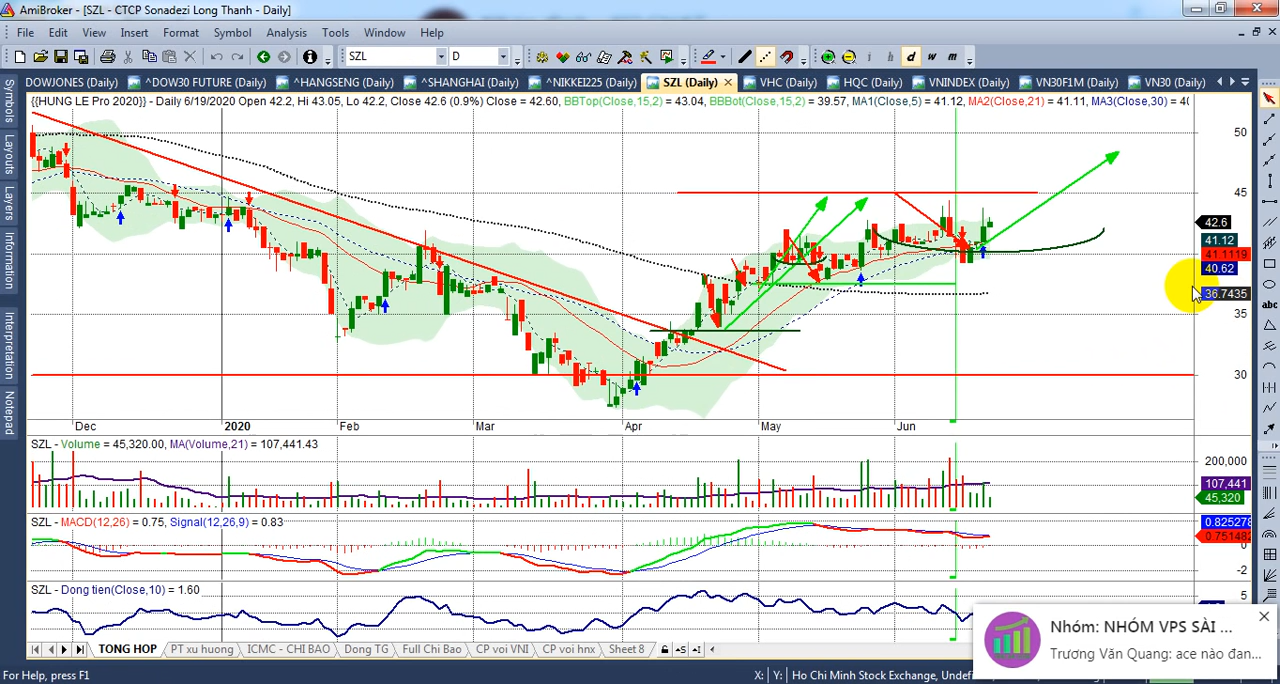 AmiBroker - [SZL - CTCP Sonadezi Long Thanh - Daily]
File Edit View Insert Format Symbol Analysis Tools Window Help
SZL D i h d w m
DOWJONES (Daily) ^DOW30 FUTURE (Daily) ^HANGSENG (Daily) ^SHANGHAI (Daily) ^NIKKEI225 (Daily) SZL (Daily) VHC (Daily) HQC (Daily) VNINDEX (Daily) VN30F1M (Daily) VN30 (Daily)
{{HUNG LE Pro 2020}} - Daily 6/19/2020 Open 42.2, Hi 43.05, Lo 42.2, Close 42.6 (0.9%) Close = 42.60, BBTop(Close,15,2) = 43.04, BBBot(Close,15,2) = 39.57, MA1(Close,5) = 41.12, MA2(Close,21) = 41.11, MA3(Close,30) = 40
Symbols
Layouts
Layers
Information
Interpretation
Notepad
50
45
42.6
41.12
41.1119
40.62
36.7435
35
30
abc
Dec 2020 Feb Mar Apr May Jun
SZL - Volume = 45,320.00, MA(Volume,21) = 107,441.43
200,000
107,441
45,320
SZL - MACD(12,26) = 0.75, Signal(12,26,9) = 0.83
0.825278
0.751482
0
-2
SZL - Dong tien(Close,10) = 1.60
5
TONG HOP PT xu huong ICMC - CHI BAO Dong TG Full Chi Bao CP voi VNI CP voi hnx Sheet 8
For Help, press F1
X: Y: Ho Chi Minh Stock Exchange, Undef
Nhóm: NHÓM VPS SÀI ...
Trương Văn Quang: ace nào đan...